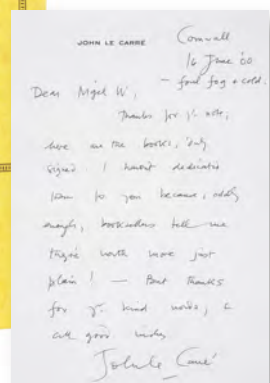 JOHN LE CARRÉ
Cornwall
16 June '00
– foul fog & cold.
Dear Nigel W',
Thanks for yr note,
here are the books, duly
signed. I haven't dedicated
them to you because, oddly
enough, booksellers tell me
they're worth more just
plain! — But thanks
for yr. kind words, &
all good wishes
John le Carré